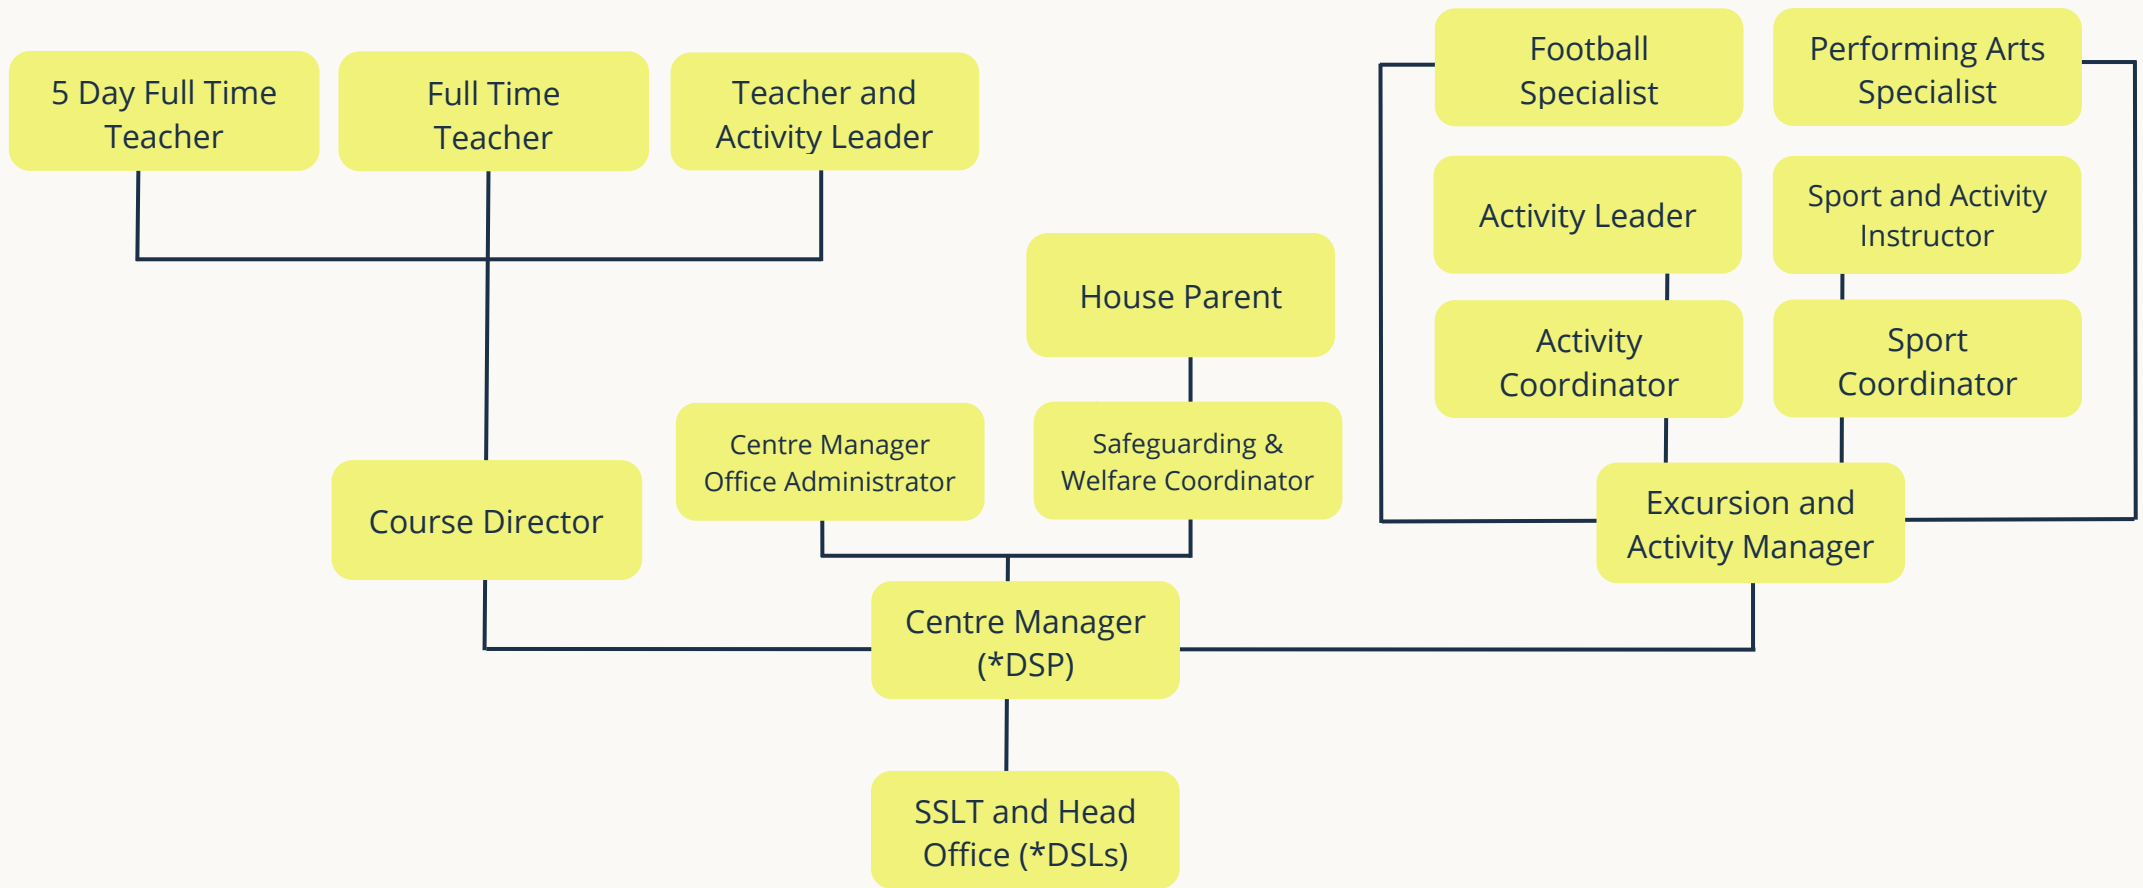 5 Day Full Time
Teacher
Full Time
Teacher
Teacher and
Activity Leader
Football
Specialist
Performing Arts
Specialist
Activity Leader
Sport and Activity
Instructor
House Parent
Activity
Coordinator
Sport
Coordinator
Centre Manager
Office Administrator
Safeguarding &
Welfare Coordinator
Course Director
Excursion and
Activity Manager
Centre Manager
(*DSP)
SSLT and Head
Office (*DSLs)